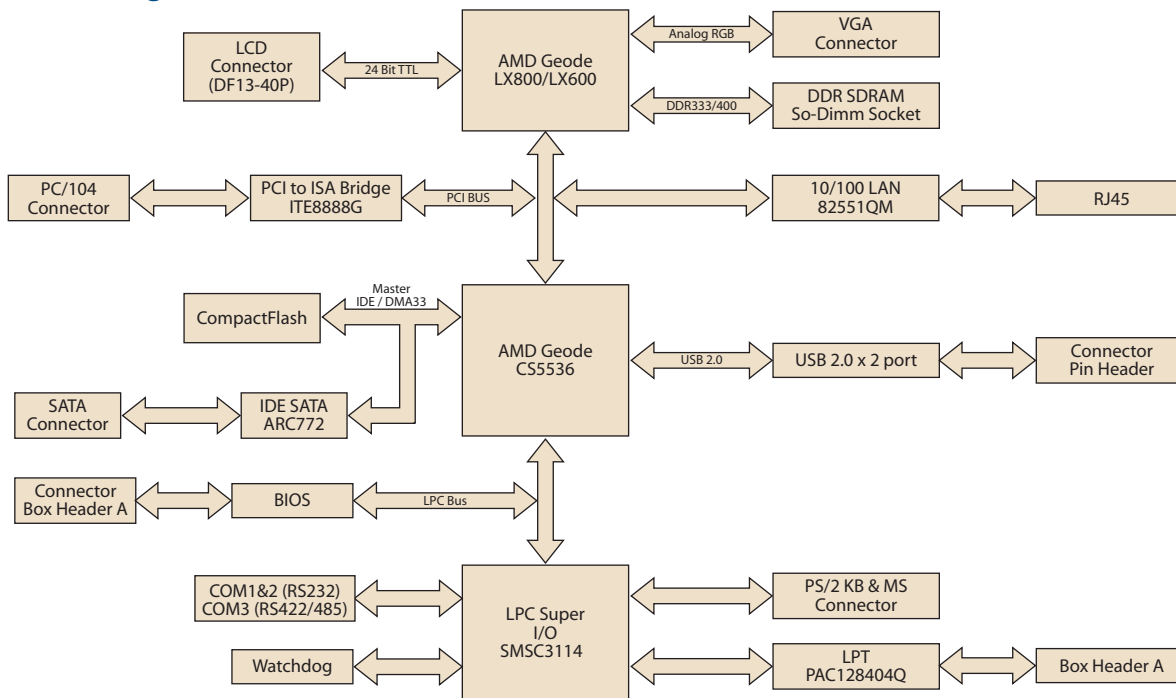 LCD
Connector
(DF13-40P)
24 Bit TTL
AMD Geode
LX800/LX600
Analog RGB
VGA
Connector
DDR333/400
DDR SDRAM
So-Dimm Socket
PC/104
Connector
PCI to ISA Bridge
ITE8888G
PCI BUS
10/100 LAN
82551QM
RJ45
CompactFlash
Master
IDE / DMA33
AMD Geode
CS5536
USB 2.0
USB 2.0 x 2 port
Connector
Pin Header
SATA
Connector
IDE SATA
ARC772
Connector
Box Header A
BIOS
LPC Bus
COM1&2 (RS232)
COM3 (RS422/485)
LPC Super
I/O
SMSC3114
PS/2 KB & MS
Connector
Watchdog
LPT
PAC128404Q
Box Header A